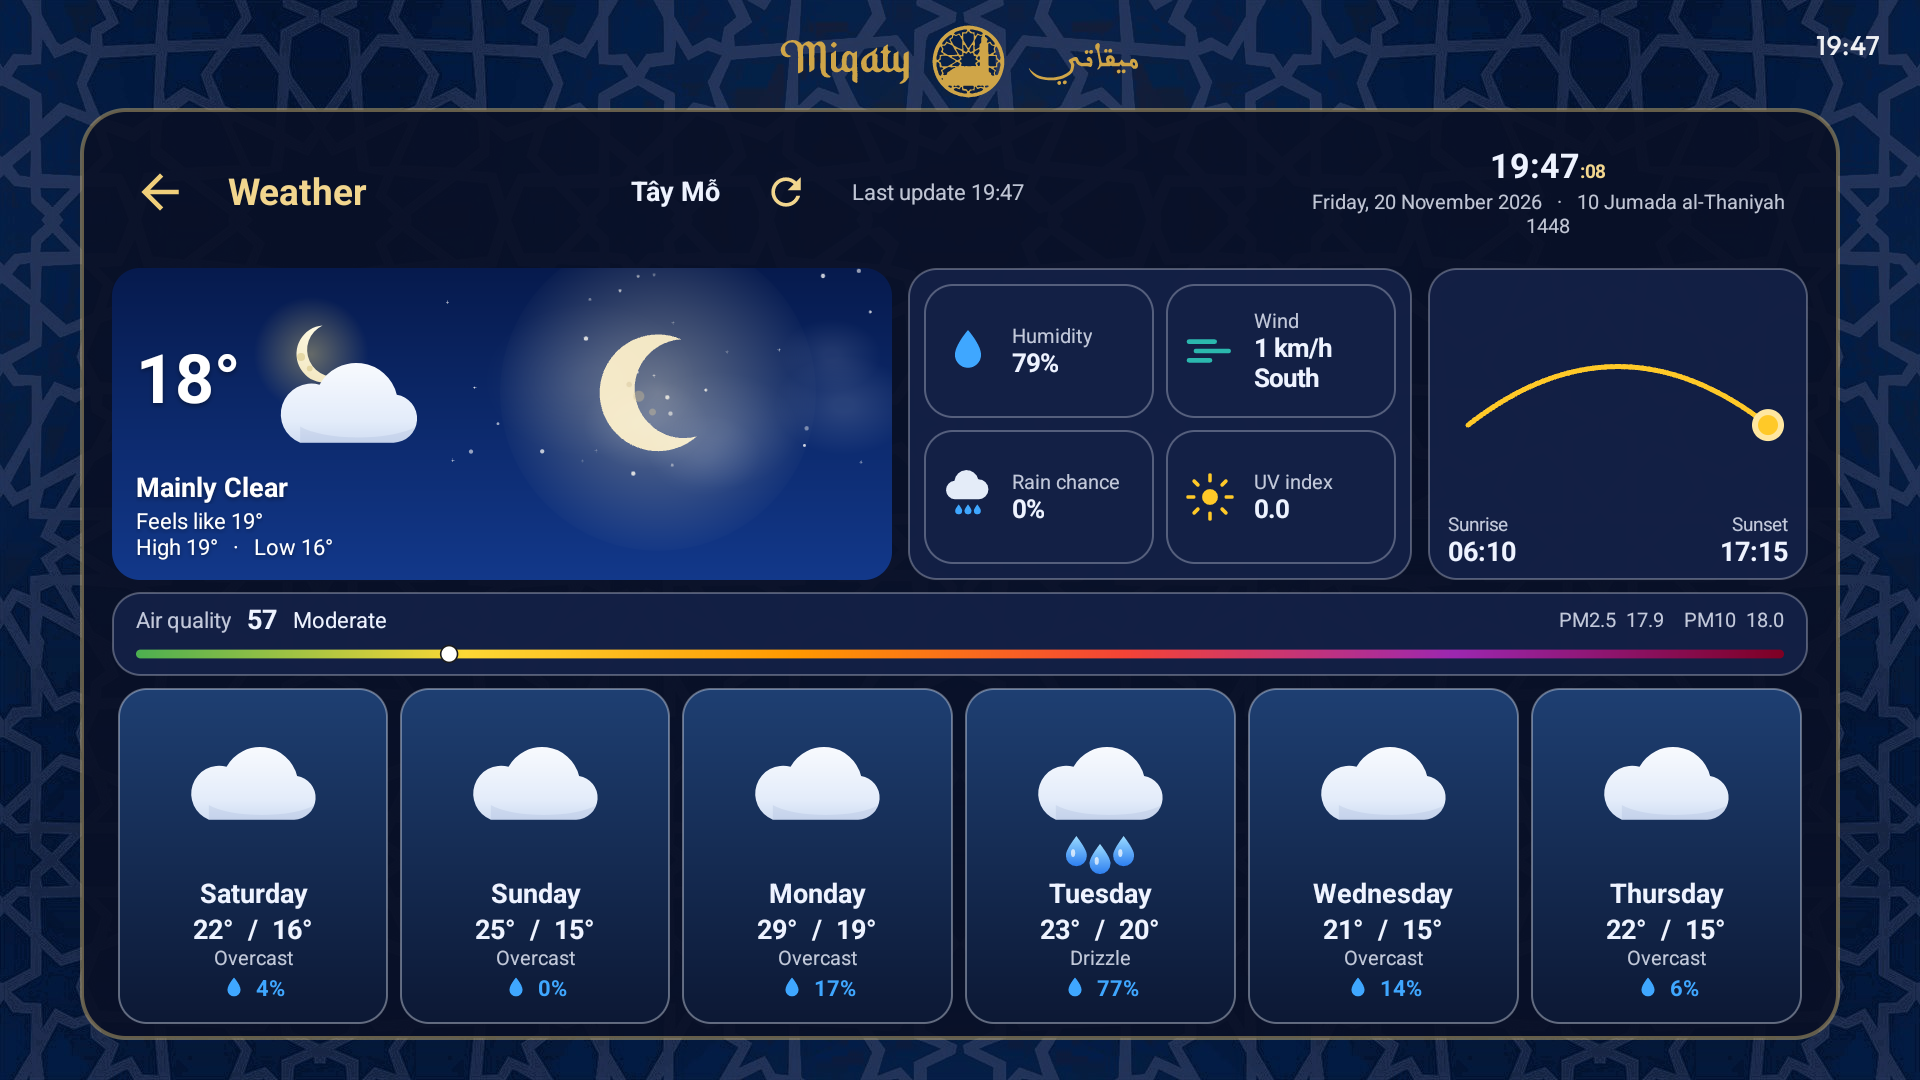 Miqaty
ميقاتي
19:47
Weather
Tây Mỗ
Last update 19:47
19:47:08
Friday, 20 November 2026 · 10 Jumada al-Thaniyah
1448
18°
Mainly Clear
Feels like 19°
High 19° · Low 16°
Humidity
79%
Wind
1 km/h
South
Rain chance
0%
UV index
0.0
Sunrise
06:10
Sunset
17:15
Air quality 57 Moderate
PM2.5 17.9 PM10 18.0
Saturday
22° / 16°
Overcast
4%
Sunday
25° / 15°
Overcast
0%
Monday
29° / 19°
Overcast
17%
Tuesday
23° / 20°
Drizzle
77%
Wednesday
21° / 15°
Overcast
14%
Thursday
22° / 15°
Overcast
6%